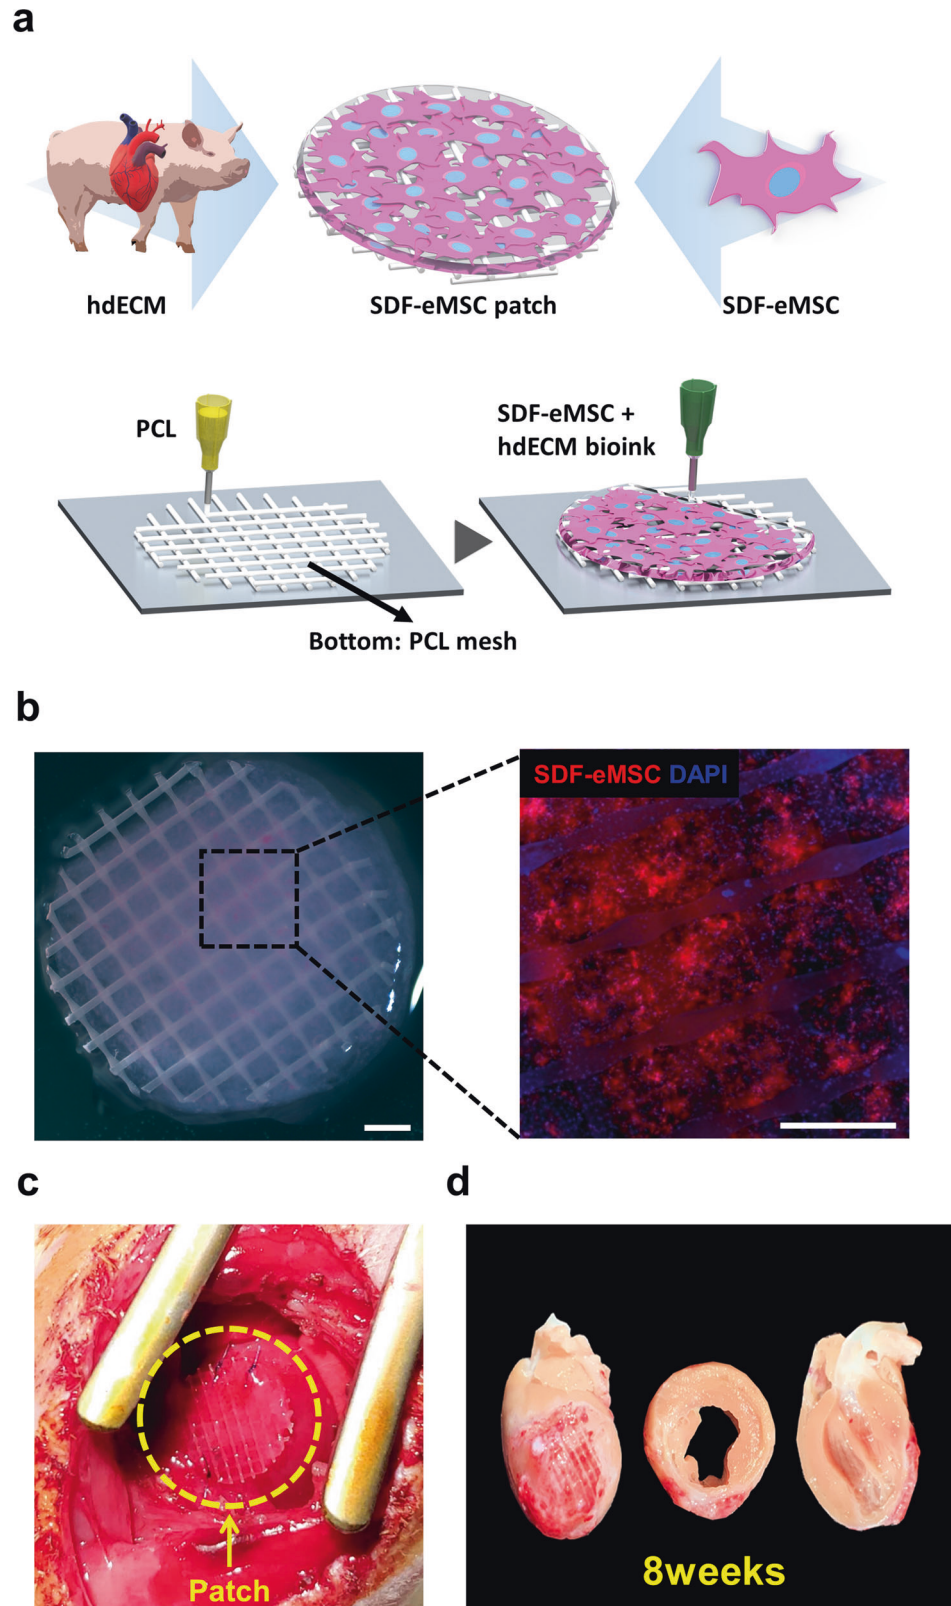 a
hdECM
SDF-eMSC patch
SDF-eMSC
PCL
SDF-eMSC +
hdECM bioink
Bottom: PCL mesh
b
SDF-eMSC DAPI
c
Patch
d
8weeks